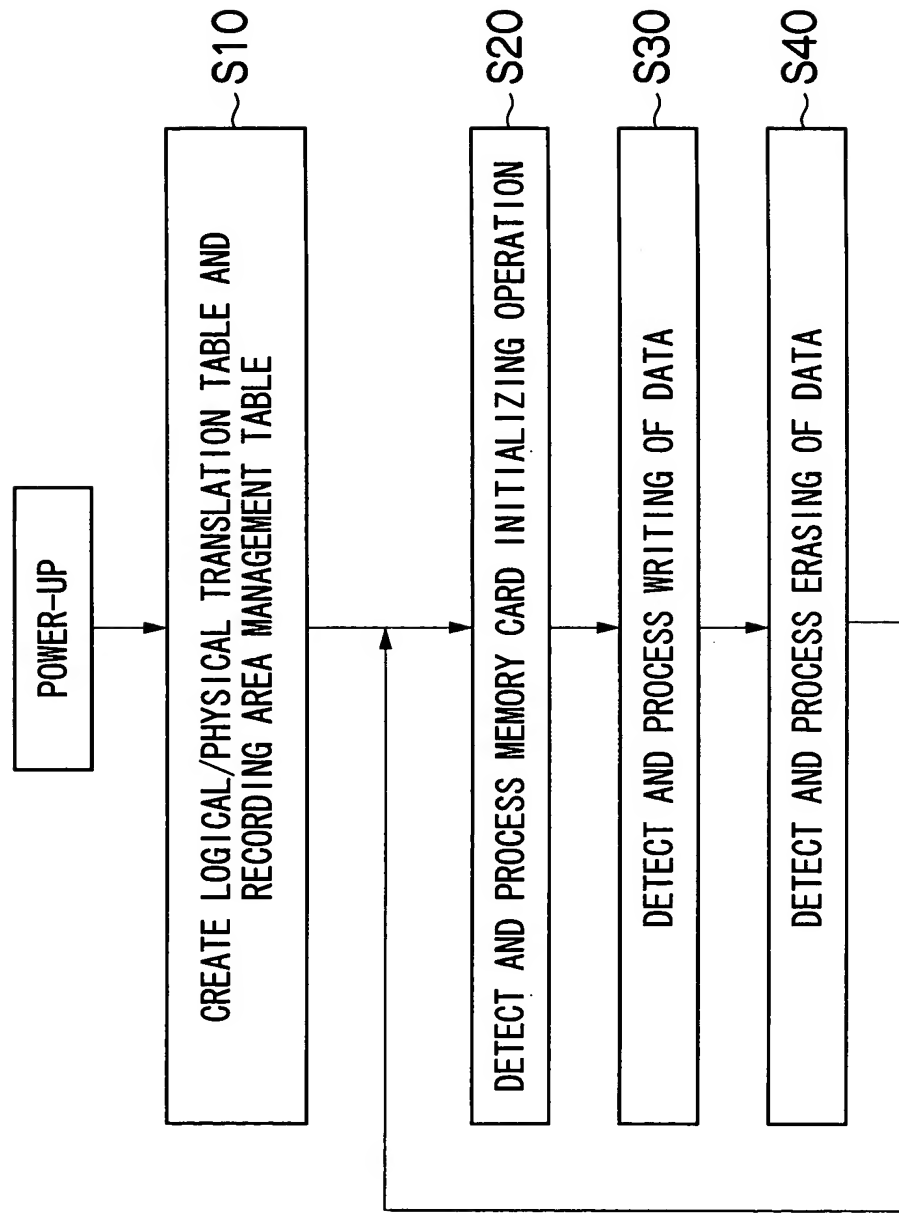 POWER-UP
CREATE LOGICAL/PHYSICAL TRANSLATION TABLE AND
RECORDING AREA MANAGEMENT TABLE
S10
DETECT AND PROCESS MEMORY CARD INITIALIZING OPERATION
S20
DETECT AND PROCESS WRITING OF DATA
S30
DETECT AND PROCESS ERASING OF DATA
S40